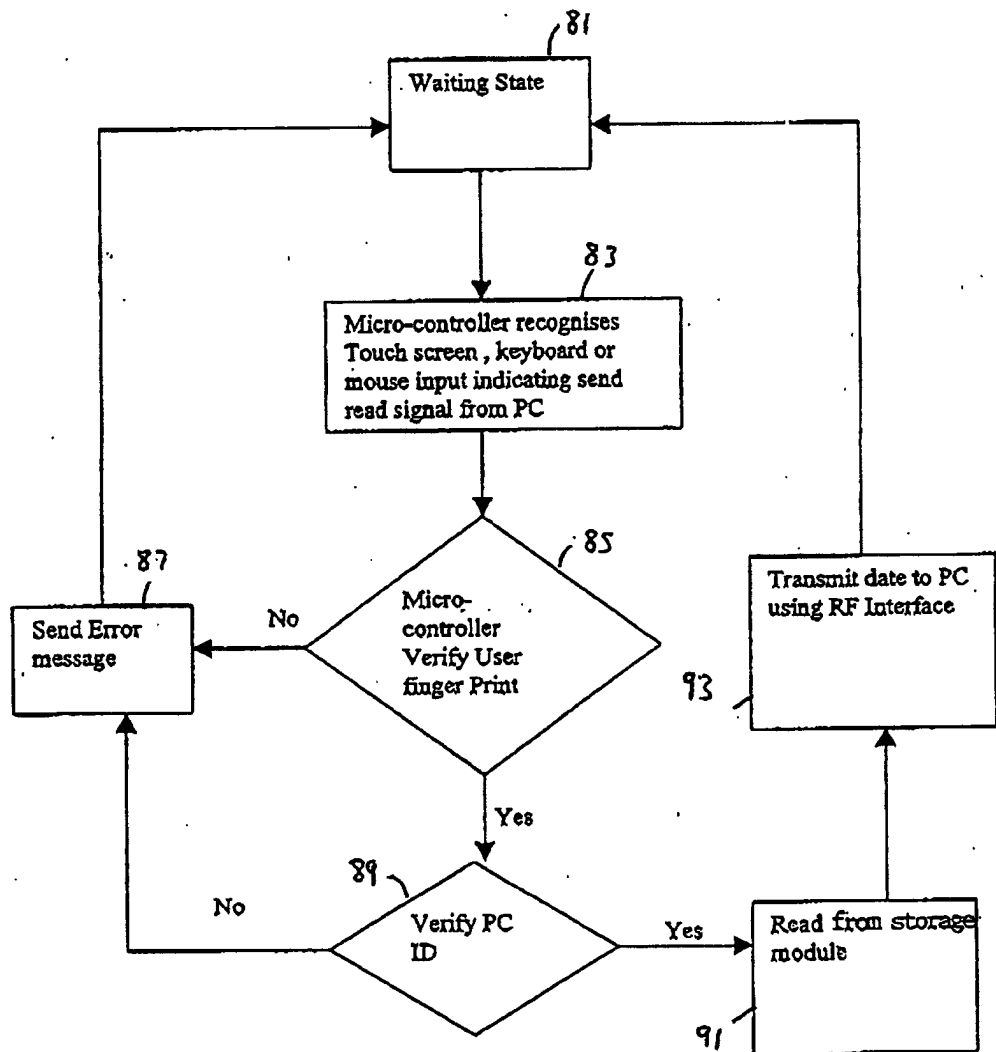 81
Waiting State
83
Micro-controller recognises
Touch screen , keyboard or
mouse input indicating send
read signal from PC
85
Micro-
controller
Verify User
finger Print
No
87
Send Error
message
Transmit date to PC
using RF Interface
93
Yes
89
Verify PC
ID
No
Yes
Read from storage
module
91